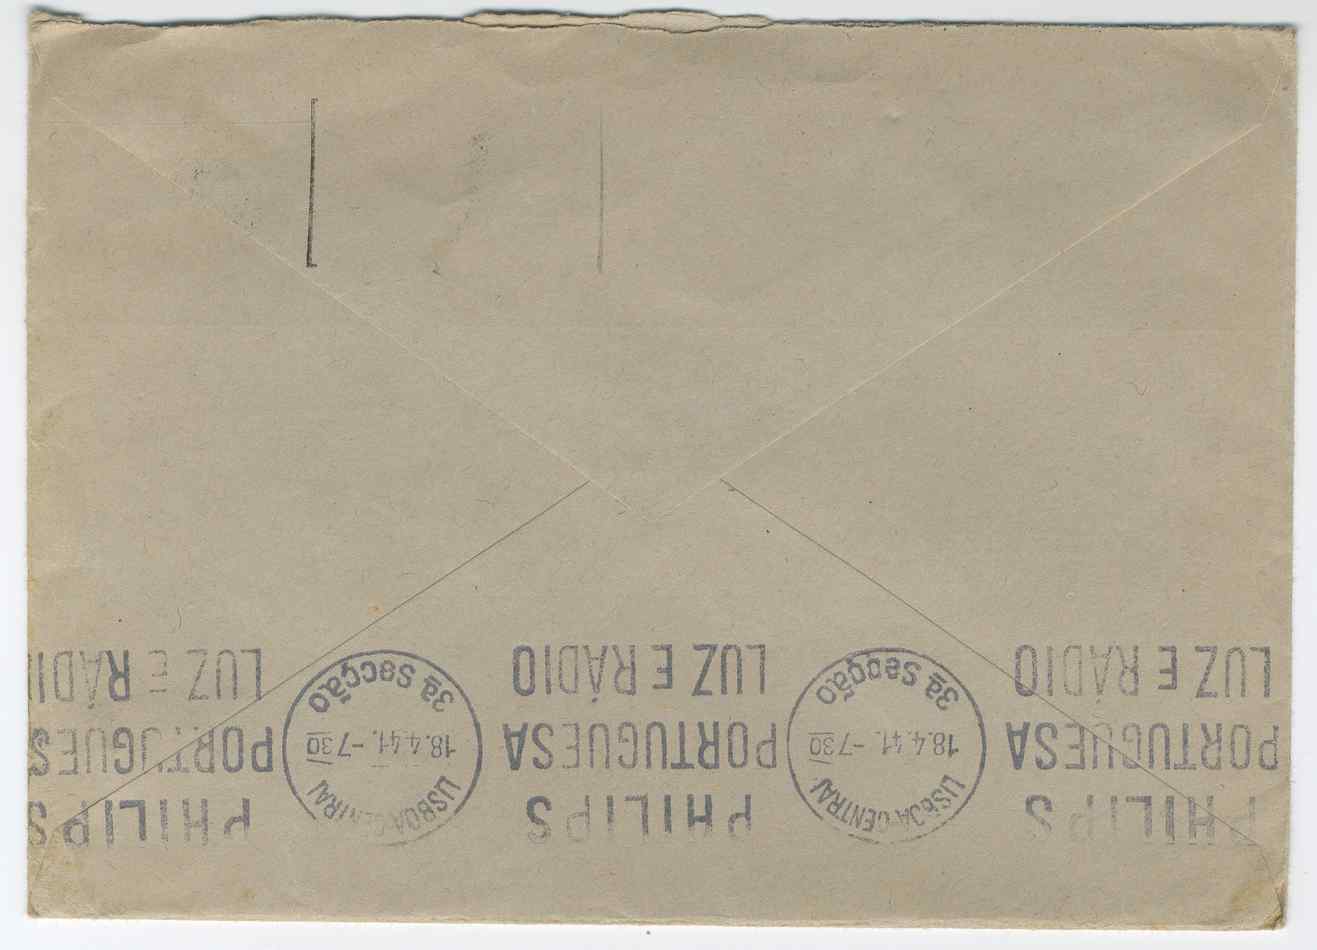 PHILIPS
PORTUGUESA
LUZ E RÁDIO
LISBOA CENTRAL
18.4.41.-7 30
3ª Secção
PHILIPS
PORTUGUESA
LUZ E RÁDIO
LISBOA CENTRAL
18.4.41.-7 30
3ª Secção
PHILIPS
PORTUGUES
LUZ E RÁDI